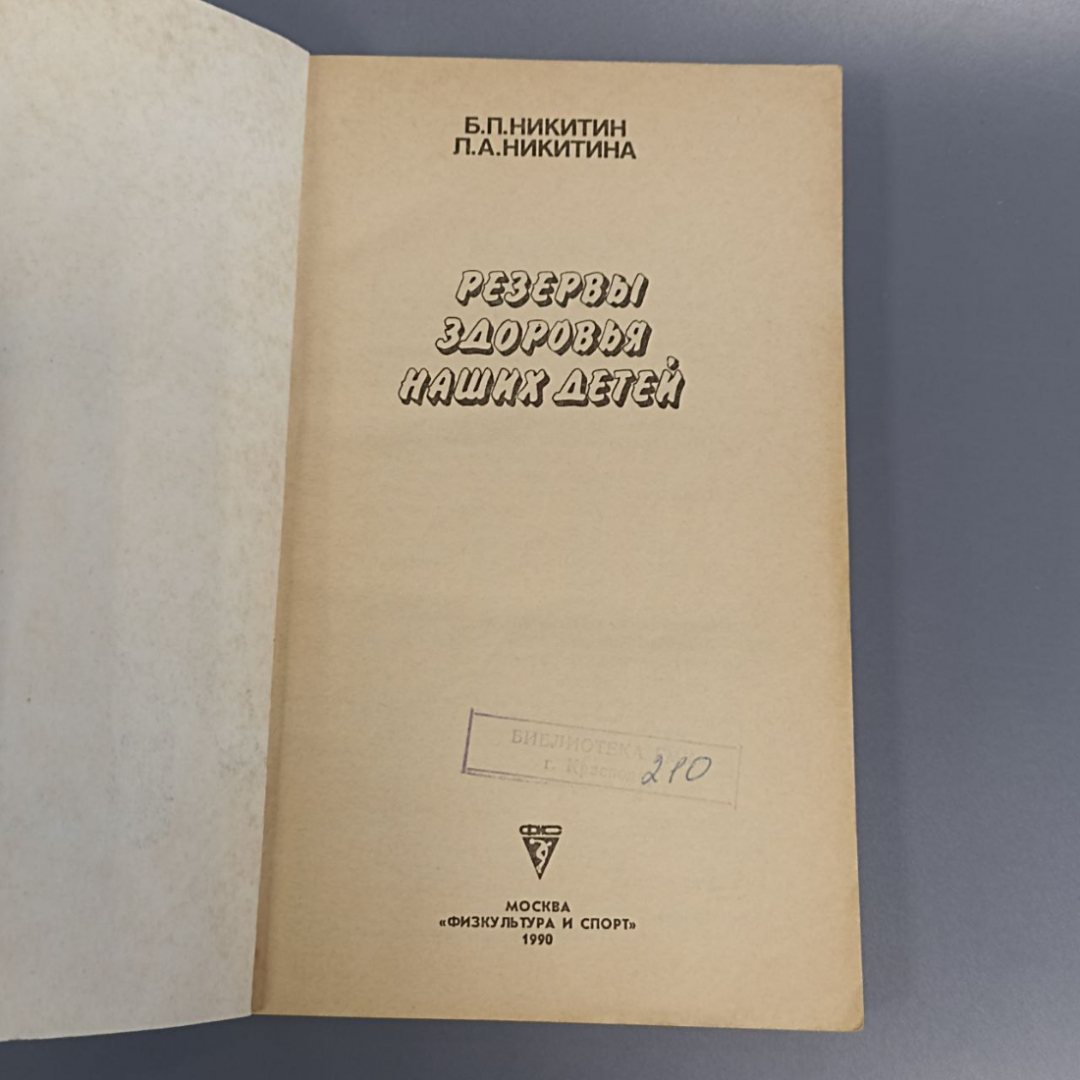 Б.П.НИКИТИН
Л.А.НИКИТИНА
РЕЗЕРВЫ
ЗДОРОВЬЯ
НАШИХ ДЕТЕЙ
БИБЛИОТЕКА
г.
210
ФИС
МОСКВА
«ФИЗКУЛЬТУРА И СПОРТ»
1990